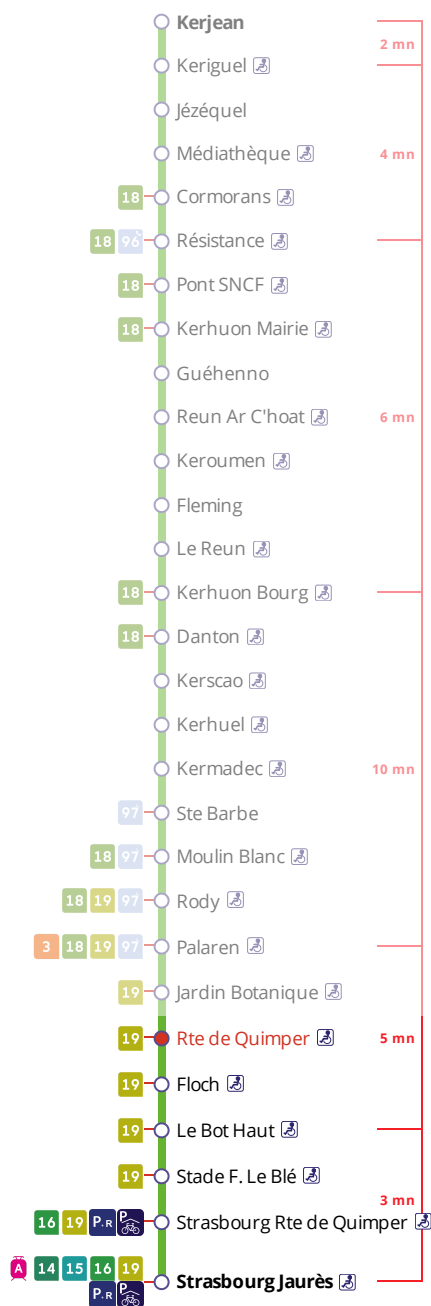 Kerjean
2 mn
Keriguel
Jézéquel
Médiathèque
4 mn
18 Cormorans
18 96 Résistance
18 Pont SNCF
18 Kerhuon Mairie
Guéhenno
Reun Ar C'hoat
6 mn
Keroumen
Fleming
Le Reun
18 Kerhuon Bourg
18 Danton
Kerscao
Kerhuel
Kermadec
10 mn
97 Ste Barbe
18 97 Moulin Blanc
18 19 97 Rody
3 18 19 97 Palaren
19 Jardin Botanique
19 Rte de Quimper
5 mn
19 Floch
19 Le Bot Haut
19 Stade F. Le Blé
3 mn
16 19 P+R P Strasbourg Rte de Quimper
A 14 15 16 19 Strasbourg Jaurès
P+R P